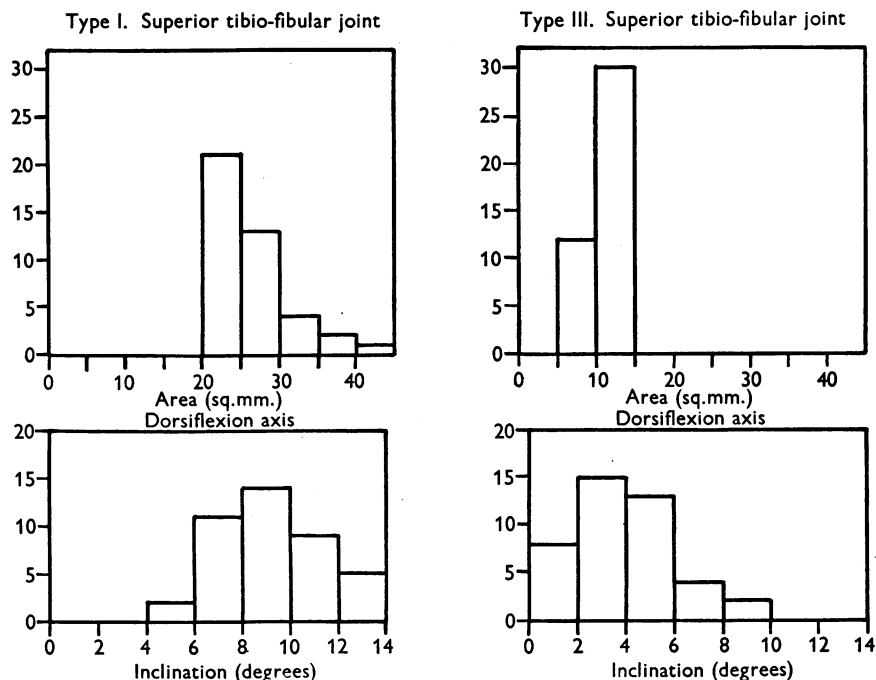 Type I. Superior tibio-fibular joint
30
25
20
15
10
5
0
0 10 20 30 40
Area (sq.mm.)
Dorsiflexion axis
20
15
10
5
0
0 2 4 6 8 10 12 14
Inclination (degrees)
Type III. Superior tibio-fibular joint
30
25
20
15
10
5
0
0 10 20 30 40
Area (sq.mm.)
Dorsiflexion axis
20
15
10
5
0
0 2 4 6 8 10 12 14
Inclination (degrees)